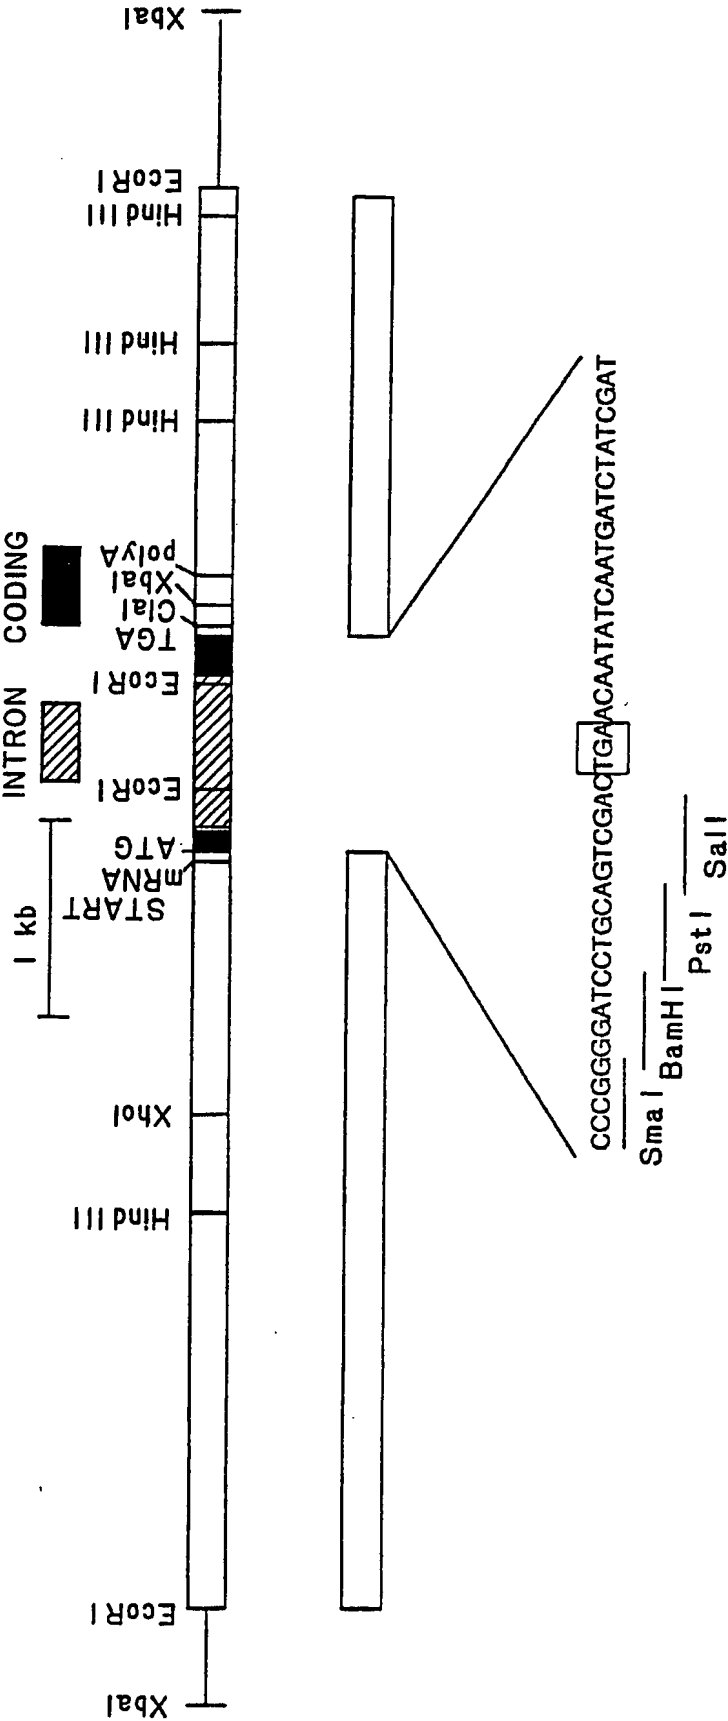 1 kb
INTRON
CODING
XbaI
EcoRI
HindIII
XhoI
START
mRNA
ATG
EcoRI
EcoRI
TGA
ClaI
XbaI
polyA
HindIII
HindIII
HindIII
EcoRI
XbaI
CCCGGGGATCCTGCAGTCGACTGAACAATATCAATGATCTATCGAT
SmaI
BamHI
PstI
SalI